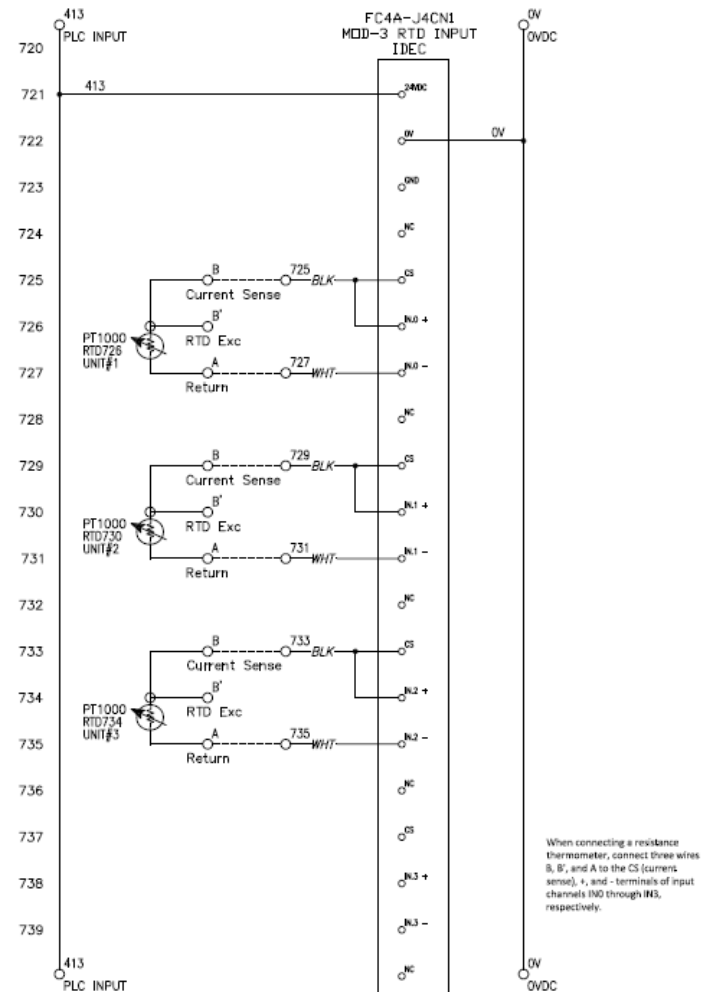 413
PLC INPUT
FC4A-J4CN1
MOD-3 RTD INPUT
IDEC
0V
0VDC
720
721
413
24VDC
722
0V
0V
723
GND
724
NC
725
B
725
BLK
CS
Current Sense
726
B'
RTD Exc
IN.0 +
PT1000
RTD726
UNIT#1
727
A
727
WHT
IN.0 -
Return
728
NC
729
B
729
BLK
CS
Current Sense
730
B'
RTD Exc
IN.1 +
PT1000
RTD730
UNIT#2
731
A
731
WHT
IN.1 -
Return
732
NC
733
B
733
BLK
CS
Current Sense
734
B'
RTD Exc
IN.2 +
PT1000
RTD734
UNIT#3
735
A
735
WHT
IN.2 -
Return
736
NC
737
CS
738
IN.3 +
739
IN.3 -
When connecting a resistance
thermometer, connect three wires
B, B', and A to the CS (current
sense), +, and - terminals of input
channels IN0 through IN3,
respectively.
413
PLC INPUT
NC
0V
0VDC